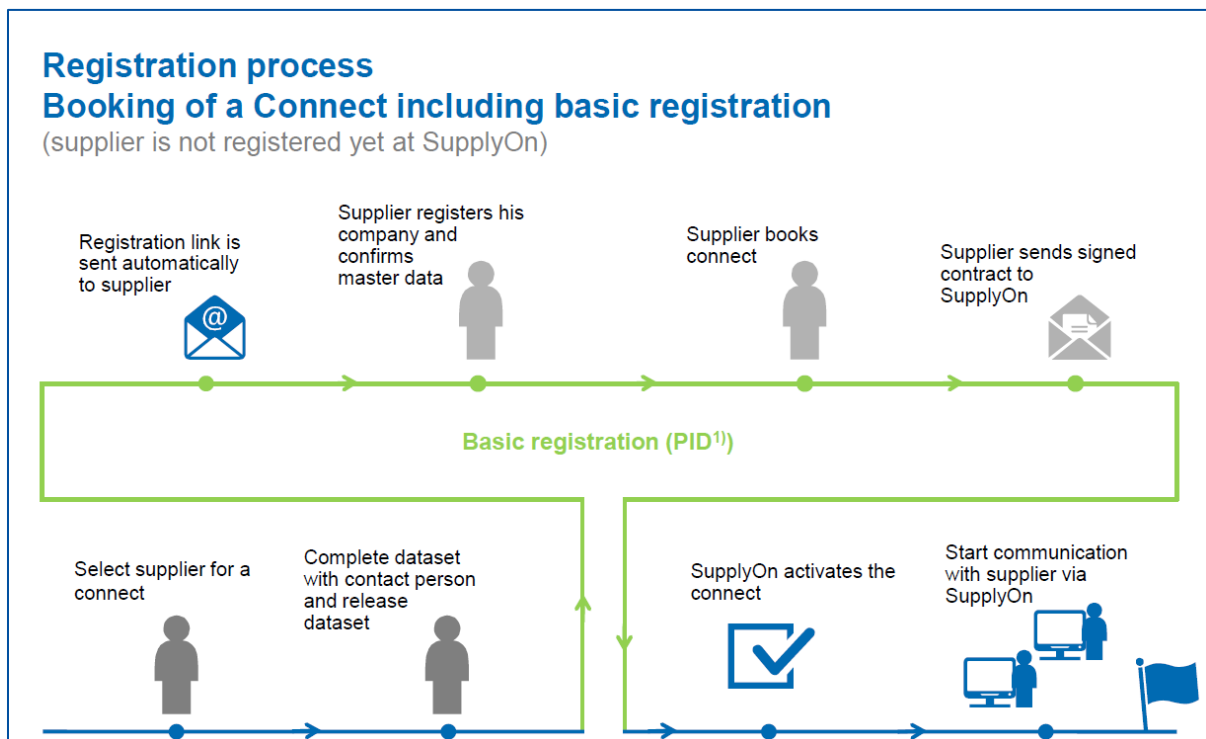 Registration process
Booking of a Connect including basic registration
(supplier is not registered yet at SupplyOn)
Registration link is
sent automatically
to supplier
@
Supplier registers his
company and
confirms
master data
Supplier books
connect
Supplier sends signed
contract to
SupplyOn
Basic registration (PID¹⁾)
Select supplier for a
connect
Complete dataset
with contact person
and release
dataset
SupplyOn activates the
connect
Start communication
with supplier via
SupplyOn